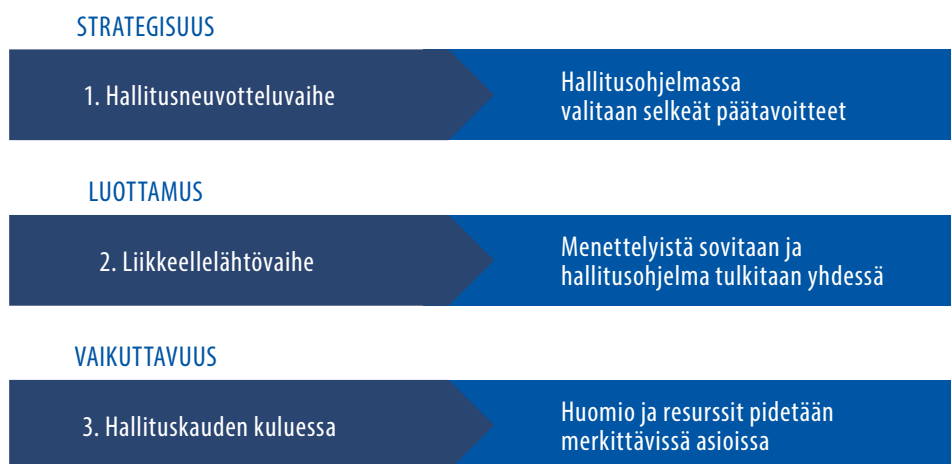 STRATEGISUUS
1. Hallitusneuvotteluvaihe
Hallitusohjelmassa
valitaan selkeät päätavoitteet
LUOTTAMUS
2. Liikkeellelähtövaihe
Menettelyistä sovitaan ja
hallitusohjelma tulkitaan yhdessä
VAIKUTTAVUUS
3. Hallituskauden kuluessa
Huomio ja resurssit pidetään
merkittävissä asioissa